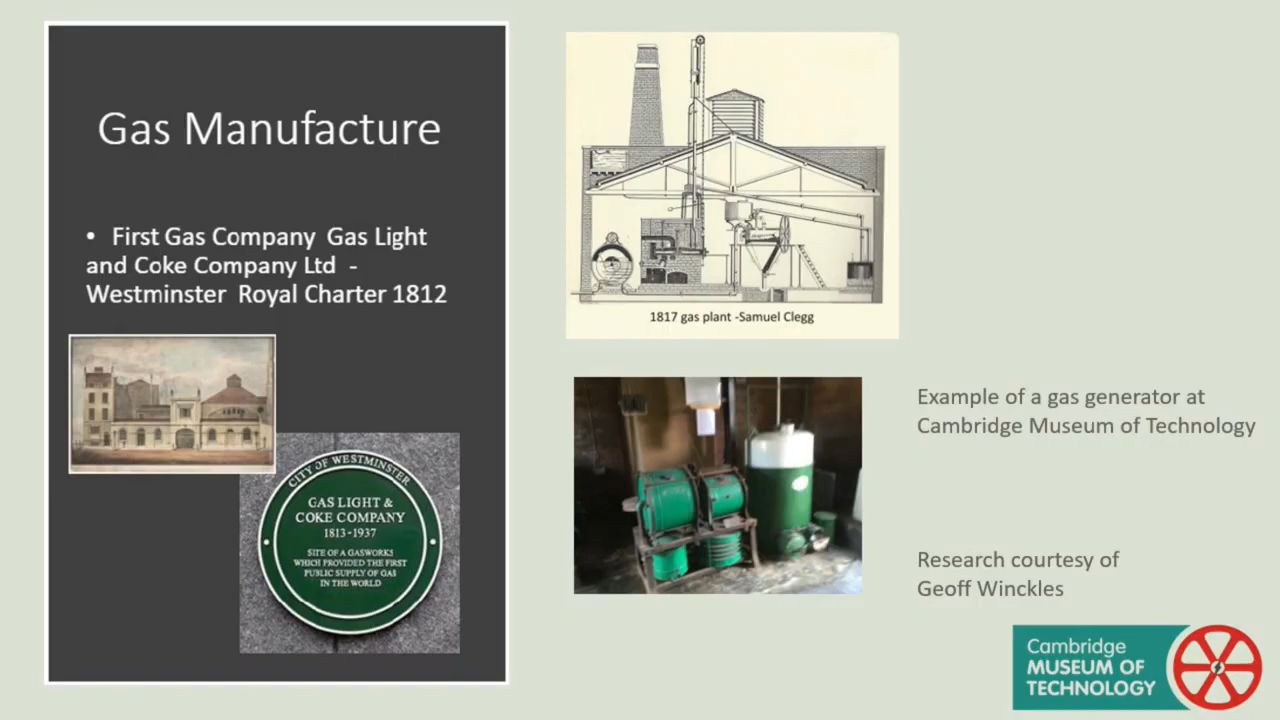 Gas Manufacture
• First Gas Company Gas Light
and Coke Company Ltd -
Westminster Royal Charter 1812
CITY OF WESTMINSTER
GAS LIGHT &
COKE COMPANY
1813-1937
SITE OF A GASWORKS
WHICH PROVIDED THE FIRST
PUBLIC SUPPLY OF GAS
IN THE WORLD
1817 gas plant -Samuel Clegg
Example of a gas generator at
Cambridge Museum of Technology
Research courtesy of
Geoff Winckles
Cambridge
MUSEUM OF
TECHNOLOGY